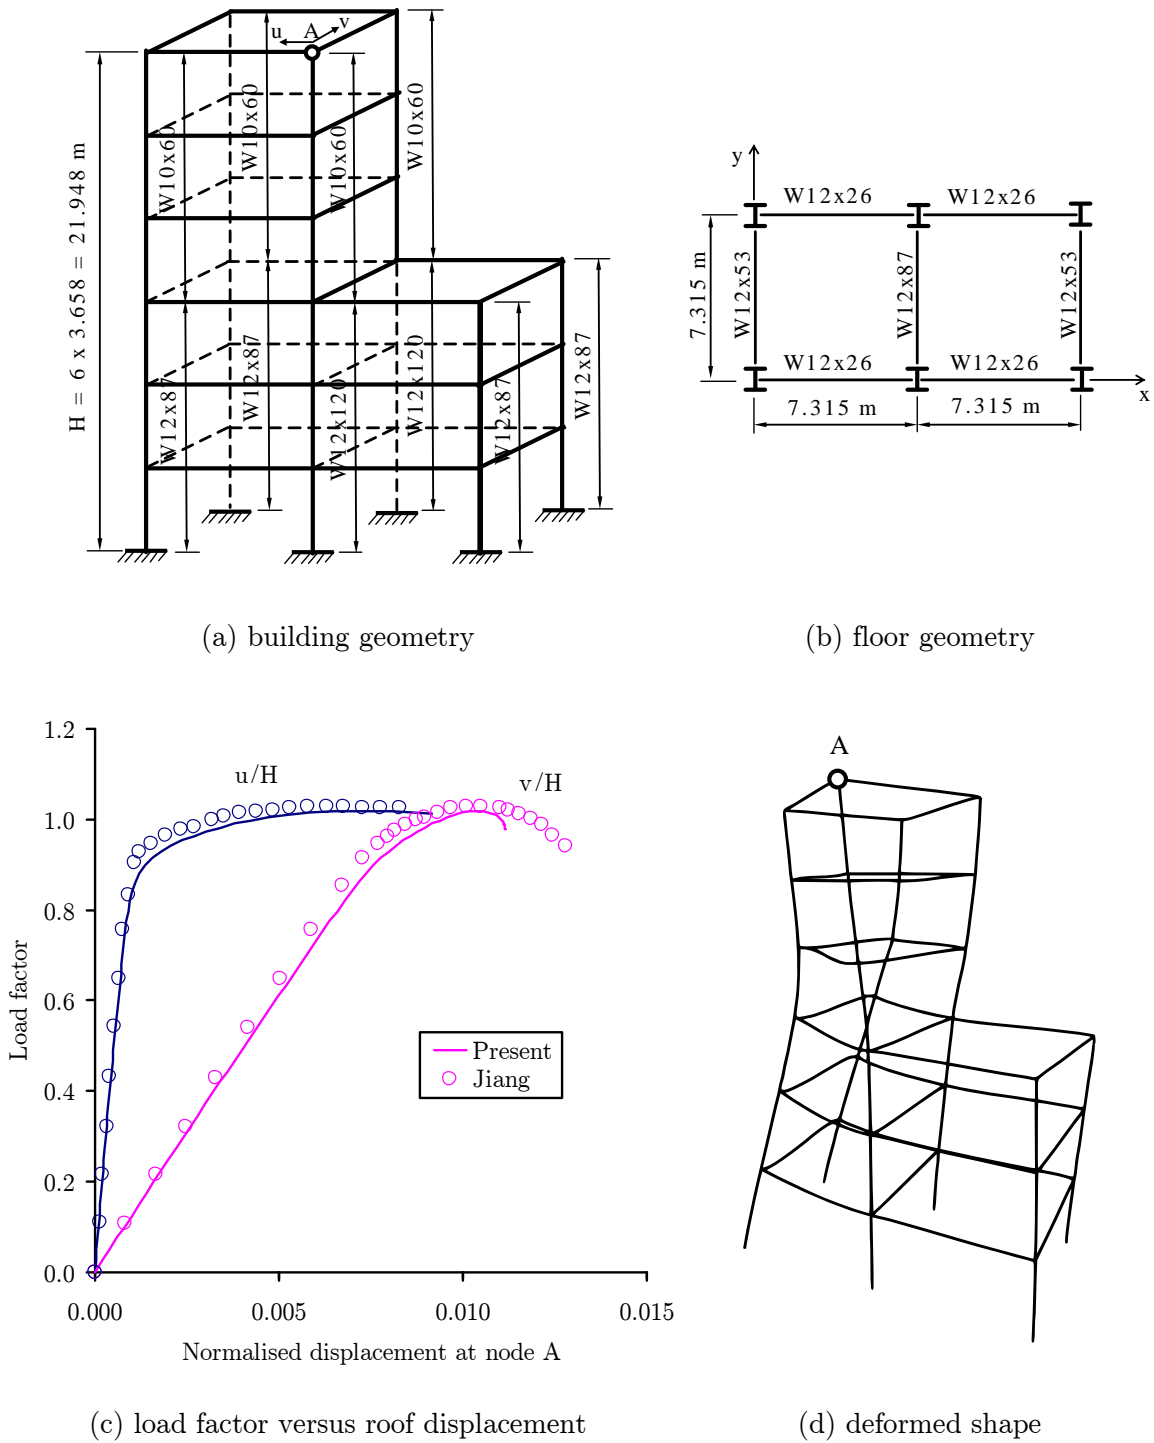 u A v
W10x60
W10x60
W10x60
W10x60
H = 6 x 3.658 = 21.948 m
W12x87
W12x87
W12x120
W12x120
W12x87
W12x87
(a) building geometry
y
W12x26 W12x26
7.315 m
W12x53
W12x87
W12x53
W12x26 W12x26
x
7.315 m 7.315 m
(b) floor geometry
1.2
1.0
0.8
0.6
0.4
0.2
0.0
Load factor
u/H
v/H
Present
Jiang
0.000 0.005 0.010 0.015
Normalised displacement at node A
(c) load factor versus roof displacement
A
(d) deformed shape